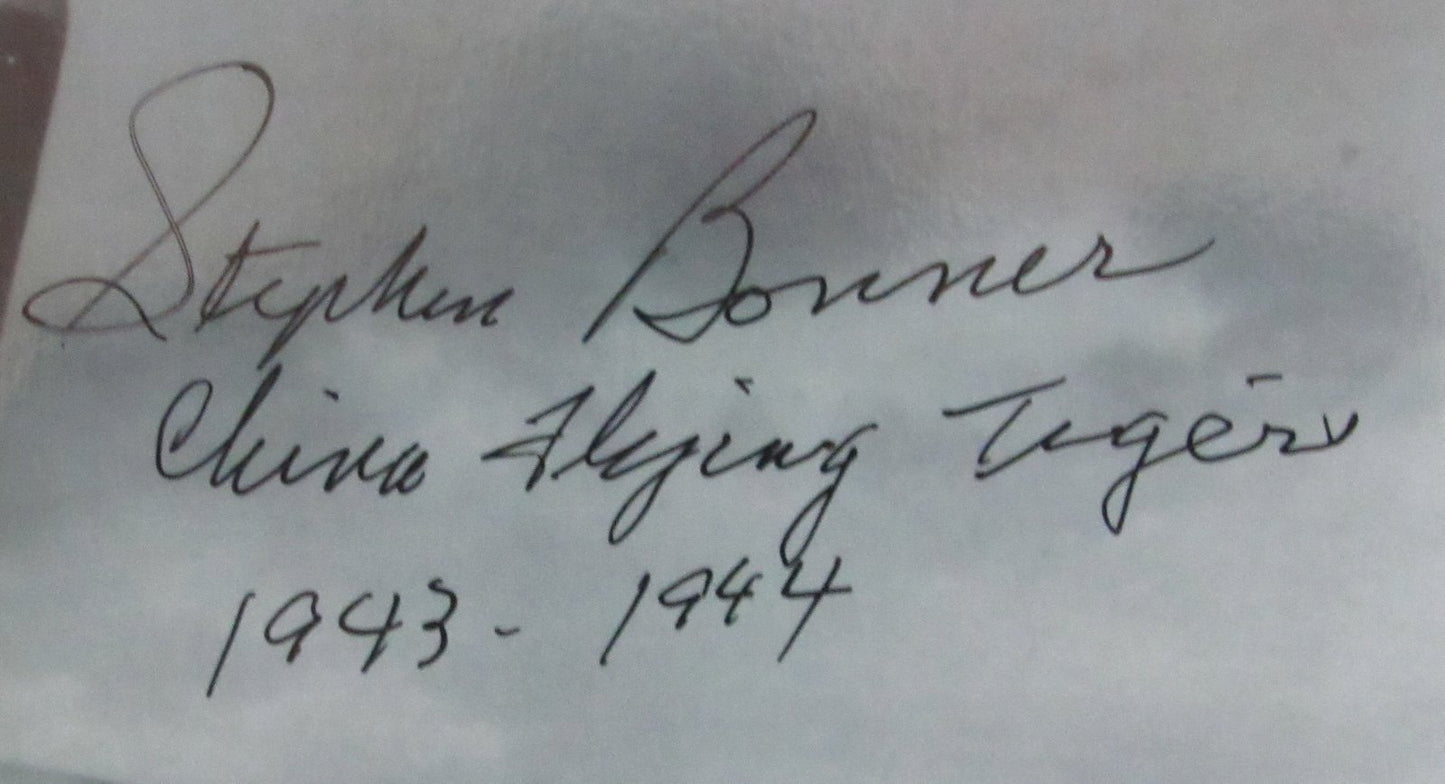 Stephen Bonner
China Flying Tigers
1943 - 1944